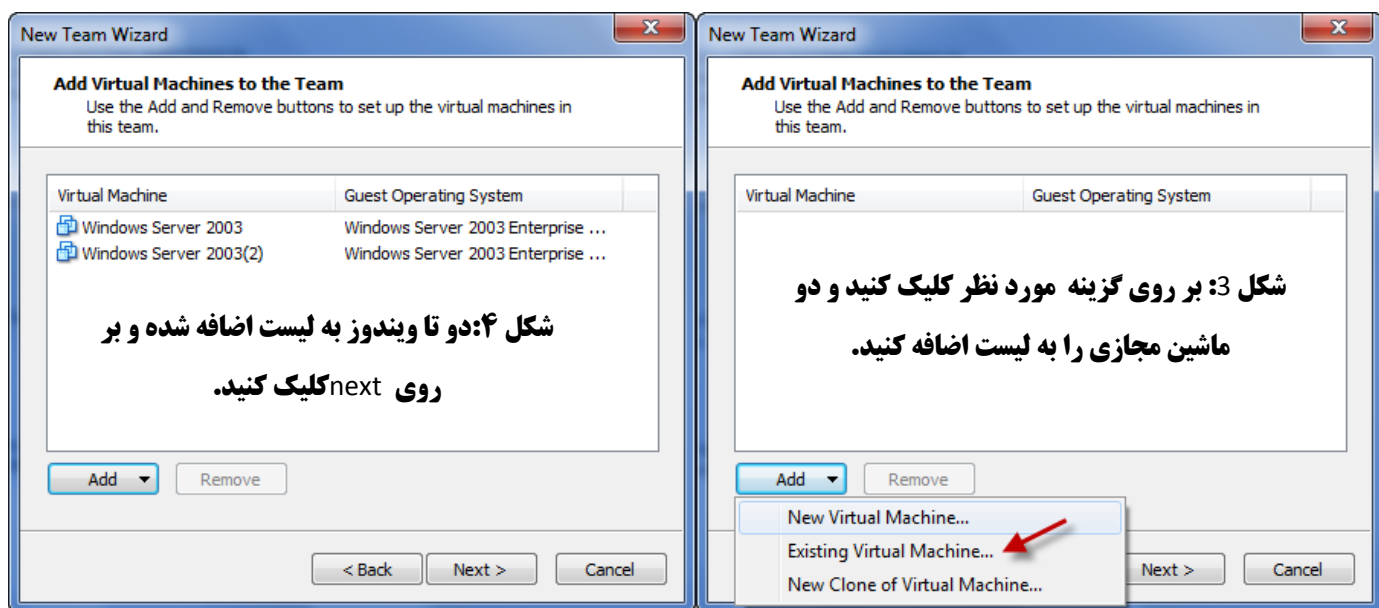 New Team Wizard
Add Virtual Machines to the Team
Use the Add and Remove buttons to set up the virtual machines in
this team.
Virtual Machine Guest Operating System
Windows Server 2003 Windows Server 2003 Enterprise ...
Windows Server 2003(2) Windows Server 2003 Enterprise ...
شکل ۴:دو تا ویندوز به لیست اضافه شده و بر
روی nextکلیک کنید.
Add Remove
< Back Next > Cancel
New Team Wizard
Add Virtual Machines to the Team
Use the Add and Remove buttons to set up the virtual machines in
this team.
Virtual Machine Guest Operating System
شکل 3: بر روی گزینه مورد نظر کلیک کنید و دو
ماشین مجازی را به لیست اضافه کنید.
Add Remove
New Virtual Machine...
Existing Virtual Machine...
New Clone of Virtual Machine...
Next > Cancel